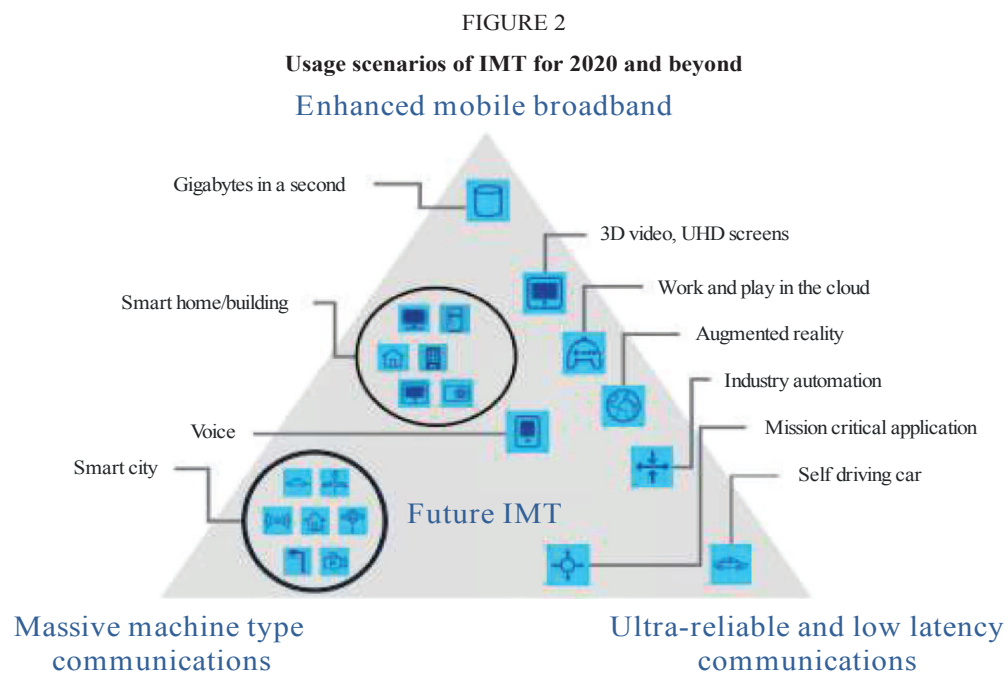 FIGURE 2
Usage scenarios of IMT for 2020 and beyond
Enhanced mobile broadband
Gigabytes in a second
3D video, UHD screens
Smart home/building
Work and play in the cloud
Augmented reality
Industry automation
Voice
Mission critical application
Smart city
Self driving car
Future IMT
Massive machine type
communications
Ultra-reliable and low latency
communications